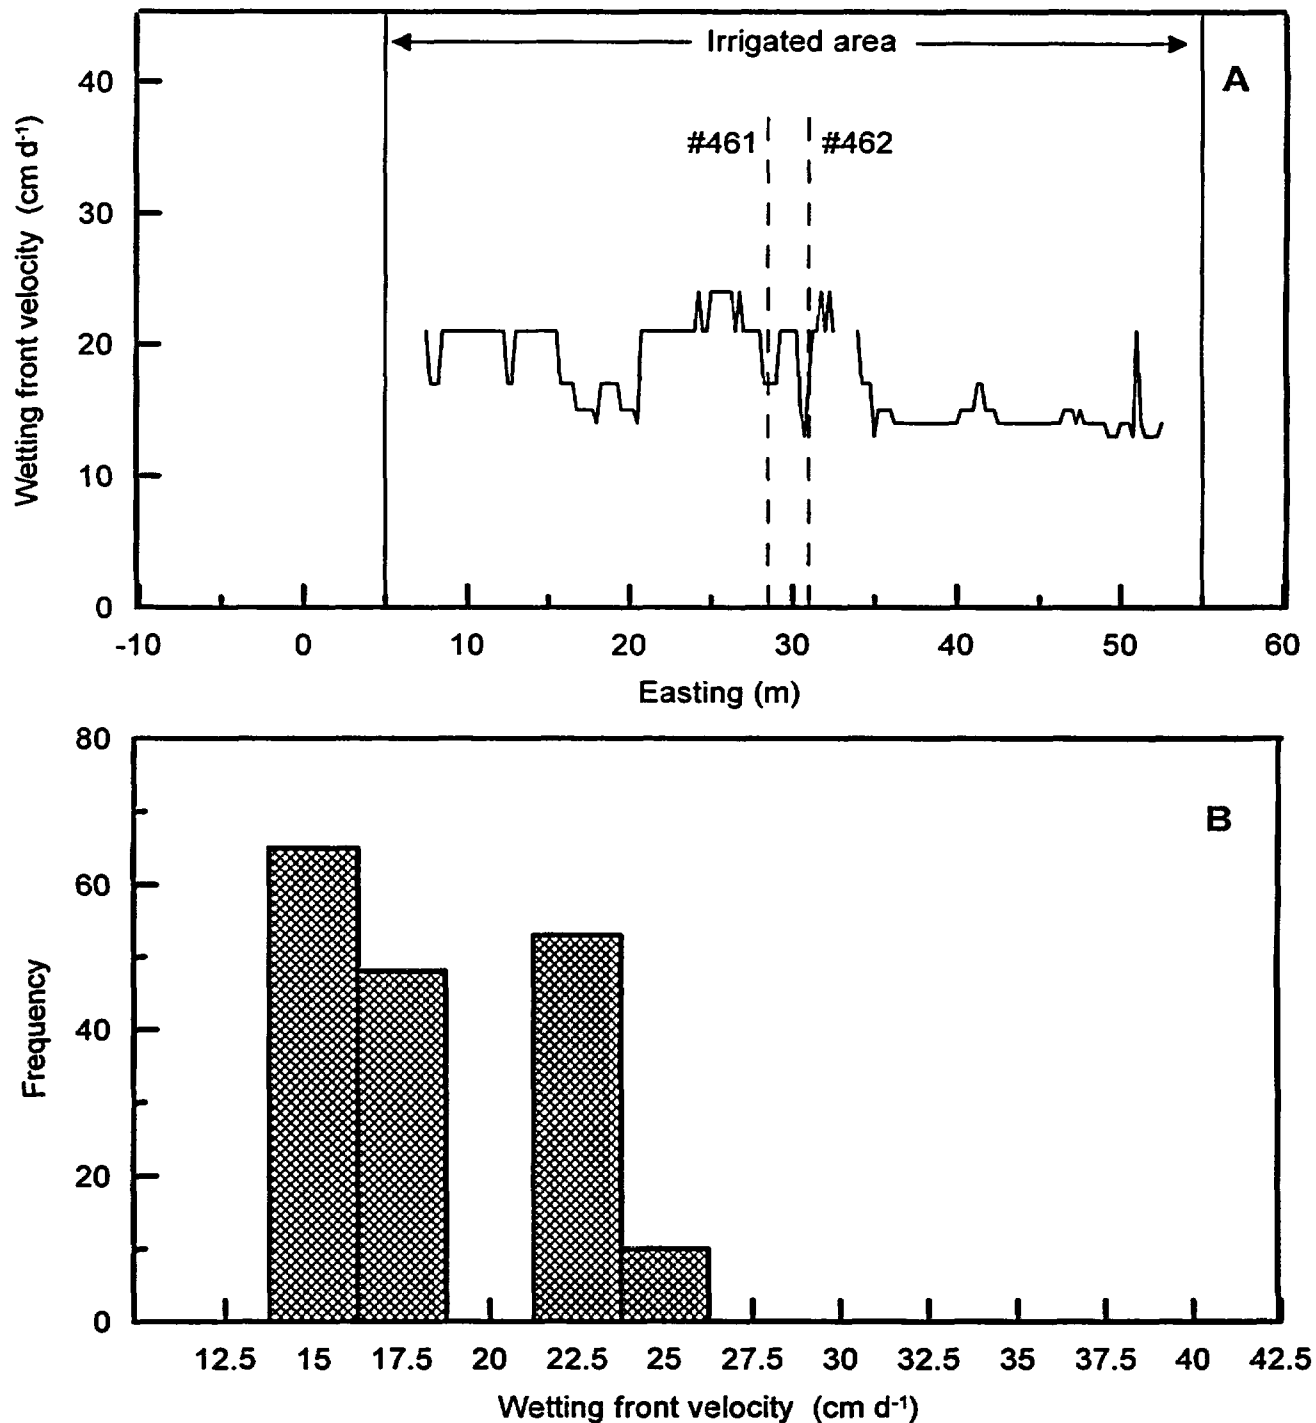 Irrigated area
A
#461 #462
Wetting front velocity (cm d-1)
40
30
20
10
0
-10 0 10 20 30 40 50 60
Easting (m)
B
Frequency
80
60
40
20
0
12.5 15 17.5 20 22.5 25 27.5 30 32.5 35 37.5 40 42.5
Wetting front velocity (cm d-1)